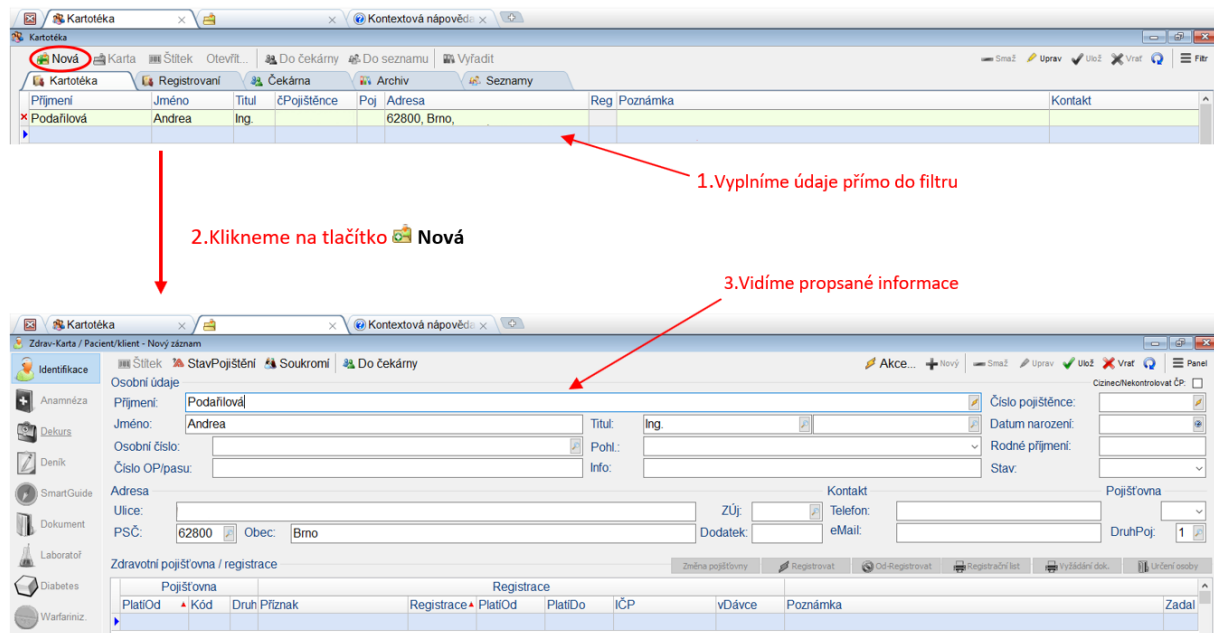 Kartotéka
Kontextová nápověda
Kartotéka
Nová Karta Štítek Otevřít... Do čekárny Do seznamu Vyřadit Smaž Uprav Ulož Vrať Filtr
Kartotéka Registrovaní Čekárna Archiv Seznamy
Příjmení Jméno Titul čPojištěnce Poj Adresa Reg Poznámka Kontakt
Podařilová Andrea Ing. 62800, Brno,
1.Vyplníme údaje přímo do filtru
2.Klikneme na tlačítko Nová
3.Vidíme propsané informace
Kartotéka Kontextová nápověda
Zdrav-Karta / Pacient/klient - Nový záznam
Identifikace Štítek StavPojištění Soukromí Do čekárny Akce... Nový Smaž Uprav Ulož Vrať Panel
Osobní údaje Cizinec/Nekontrolovat ČP:
Anamnéza Příjmení: Podařilová Číslo pojištěnce:
Jméno: Andrea Titul: Ing. Datum narození:
Dekurs
Osobní číslo: Pohl.: Rodné příjmení:
Deník
Číslo OP/pasu: Info: Stav:
SmartGuide Adresa Kontakt Pojišťovna
Ulice: ZÚj: Telefon:
Dokument
PSČ: 62800 Obec: Brno Dodatek: eMail: DruhPoj: 1
Laboratoř
Zdravotní pojišťovna / registrace Změna pojišťovny Registrovat Od-Registrovat Registrační list Vyžádání dok. Určení osoby
Diabetes Pojišťovna Registrace
PlatiOd Kód Druh Příznak Registrace PlatiOd PlatiDo IČP vDávce Poznámka Zadal
Warfariniz.